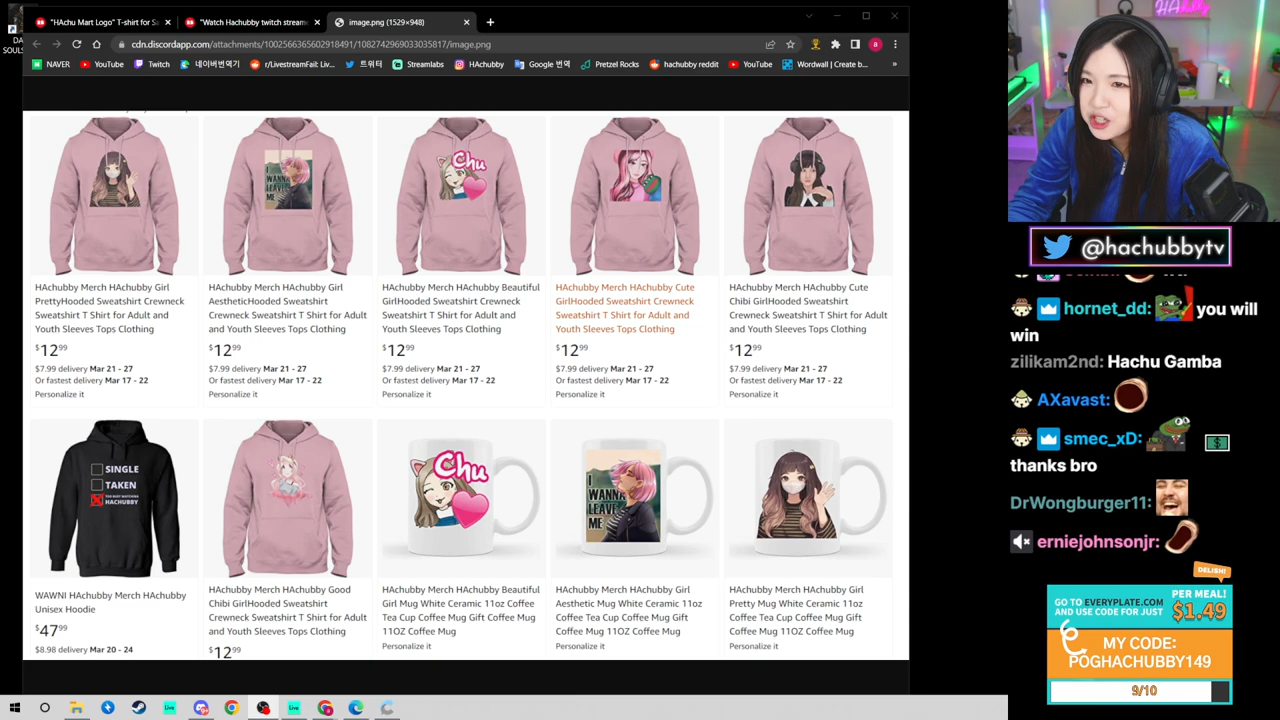 "HAchu Mart Logo" T-shirt for Sa
"Watch Hachubby twitch stream
image.png (1529×948)
cdn.discordapp.com/attachments/1002566365602918491/1082742969033035817/image.png
NAVER
YouTube
Twitch
네이버번역기
r/LivestreamFail: Live...
트위터
Streamlabs
HAchubby
Google 번역
Pretzel Rocks
hachubby reddit
YouTube
Wordwall | Create b...
»
HAchubby Merch HAchubby Girl
PrettyHooded Sweatshirt Crewneck
Sweatshirt T Shirt for Adult and
Youth Sleeves Tops Clothing
$12.99
$7.99 delivery Mar 21 - 27
Or fastest delivery Mar 17 - 22
Personalize it
I
WANNA
LEAVE
ME
HAchubby Merch HAchubby Girl
AestheticHooded Sweatshirt
Crewneck Sweatshirt T Shirt for Adult
and Youth Sleeves Tops Clothing
$12.99
$7.99 delivery Mar 21 - 27
Or fastest delivery Mar 17 - 22
Personalize it
Chu
HAchubby Merch HAchubby Beautiful
GirlHooded Sweatshirt Crewneck
Sweatshirt T Shirt for Adult and
Youth Sleeves Tops Clothing
$12.99
$7.99 delivery Mar 21 - 27
Or fastest delivery Mar 17 - 22
Personalize it
HAchubby Merch HAchubby Cute
GirlHooded Sweatshirt Crewneck
Sweatshirt T Shirt for Adult and
Youth Sleeves Tops Clothing
$12.99
$7.99 delivery Mar 21 - 27
Or fastest delivery Mar 17 - 22
Personalize it
HAchubby Merch HAchubby Cute
Chibi GirlHooded Sweatshirt
Crewneck Sweatshirt T Shirt for Adult
and Youth Sleeves Tops Clothing
$12.99
$7.99 delivery Mar 21 - 27
Or fastest delivery Mar 17 - 22
Personalize it
SINGLE
TAKEN
TOO BUSY WATCHING
HACHUBBY
WAWNI HAchubby Merch HAchubby
Unisex Hoodie
$47.99
$8.98 delivery Mar 20 - 24
HAchubby Merch HAchubby Good
Chibi GirlHooded Sweatshirt
Crewneck Sweatshirt T Shirt for Adult
and Youth Sleeves Tops Clothing
$12.99
Chu
HAchubby Merch HAchubby Beautiful
Girl Mug White Ceramic 11oz Coffee
Tea Cup Coffee Mug Gift Coffee Mug
11OZ Coffee Mug
Personalize it
I
WANNA
LEAVE
ME
HAchubby Merch HAchubby Girl
Aesthetic Mug White Ceramic 11oz
Coffee Tea Cup Coffee Mug Gift
Coffee Mug 11OZ Coffee Mug
Personalize it
HAchubby Merch HAchubby Girl
Pretty Mug White Ceramic 11oz
Coffee Tea Cup Coffee Mug Gift
Coffee Mug 11OZ Coffee Mug
Personalize it
@hachubbytv
hornet_dd: you will
win
zilikam2nd: Hachu Gamba
AXavast:
smec_xD:
thanks bro
DrWongburger11:
erniejohnsonjr:
DELISH!
GO TO EVERYPLATE.COM
AND USE CODE FOR JUST
PER MEAL!
$1.49
MY CODE:
POGHACHUBBY149
9/10